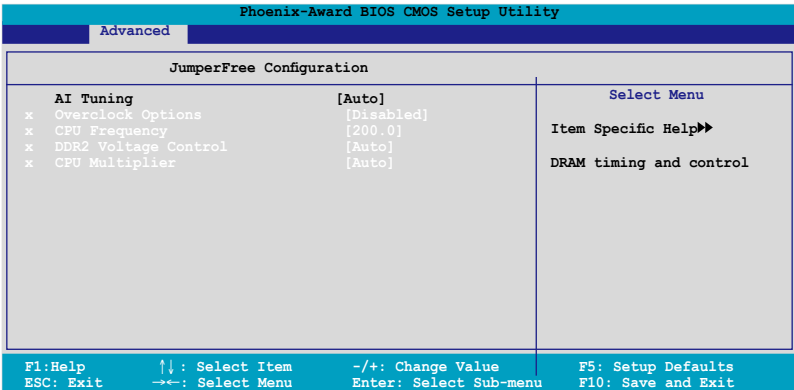 Phoenix-Award BIOS CMOS Setup Utility
Advanced
JumperFree Configuration
Select Menu
AI Tuning [Auto]
x Overclock Options [Disabled]
x CPU Frequency [200.0]
x DDR2 Voltage Control [Auto]
x CPU Multiplier [Auto]
Item Specific Help▶▶
DRAM timing and control
F1:Help ↑↓ : Select Item -/+: Change Value F5: Setup Defaults
ESC: Exit →←: Select Menu Enter: Select Sub-menu F10: Save and Exit